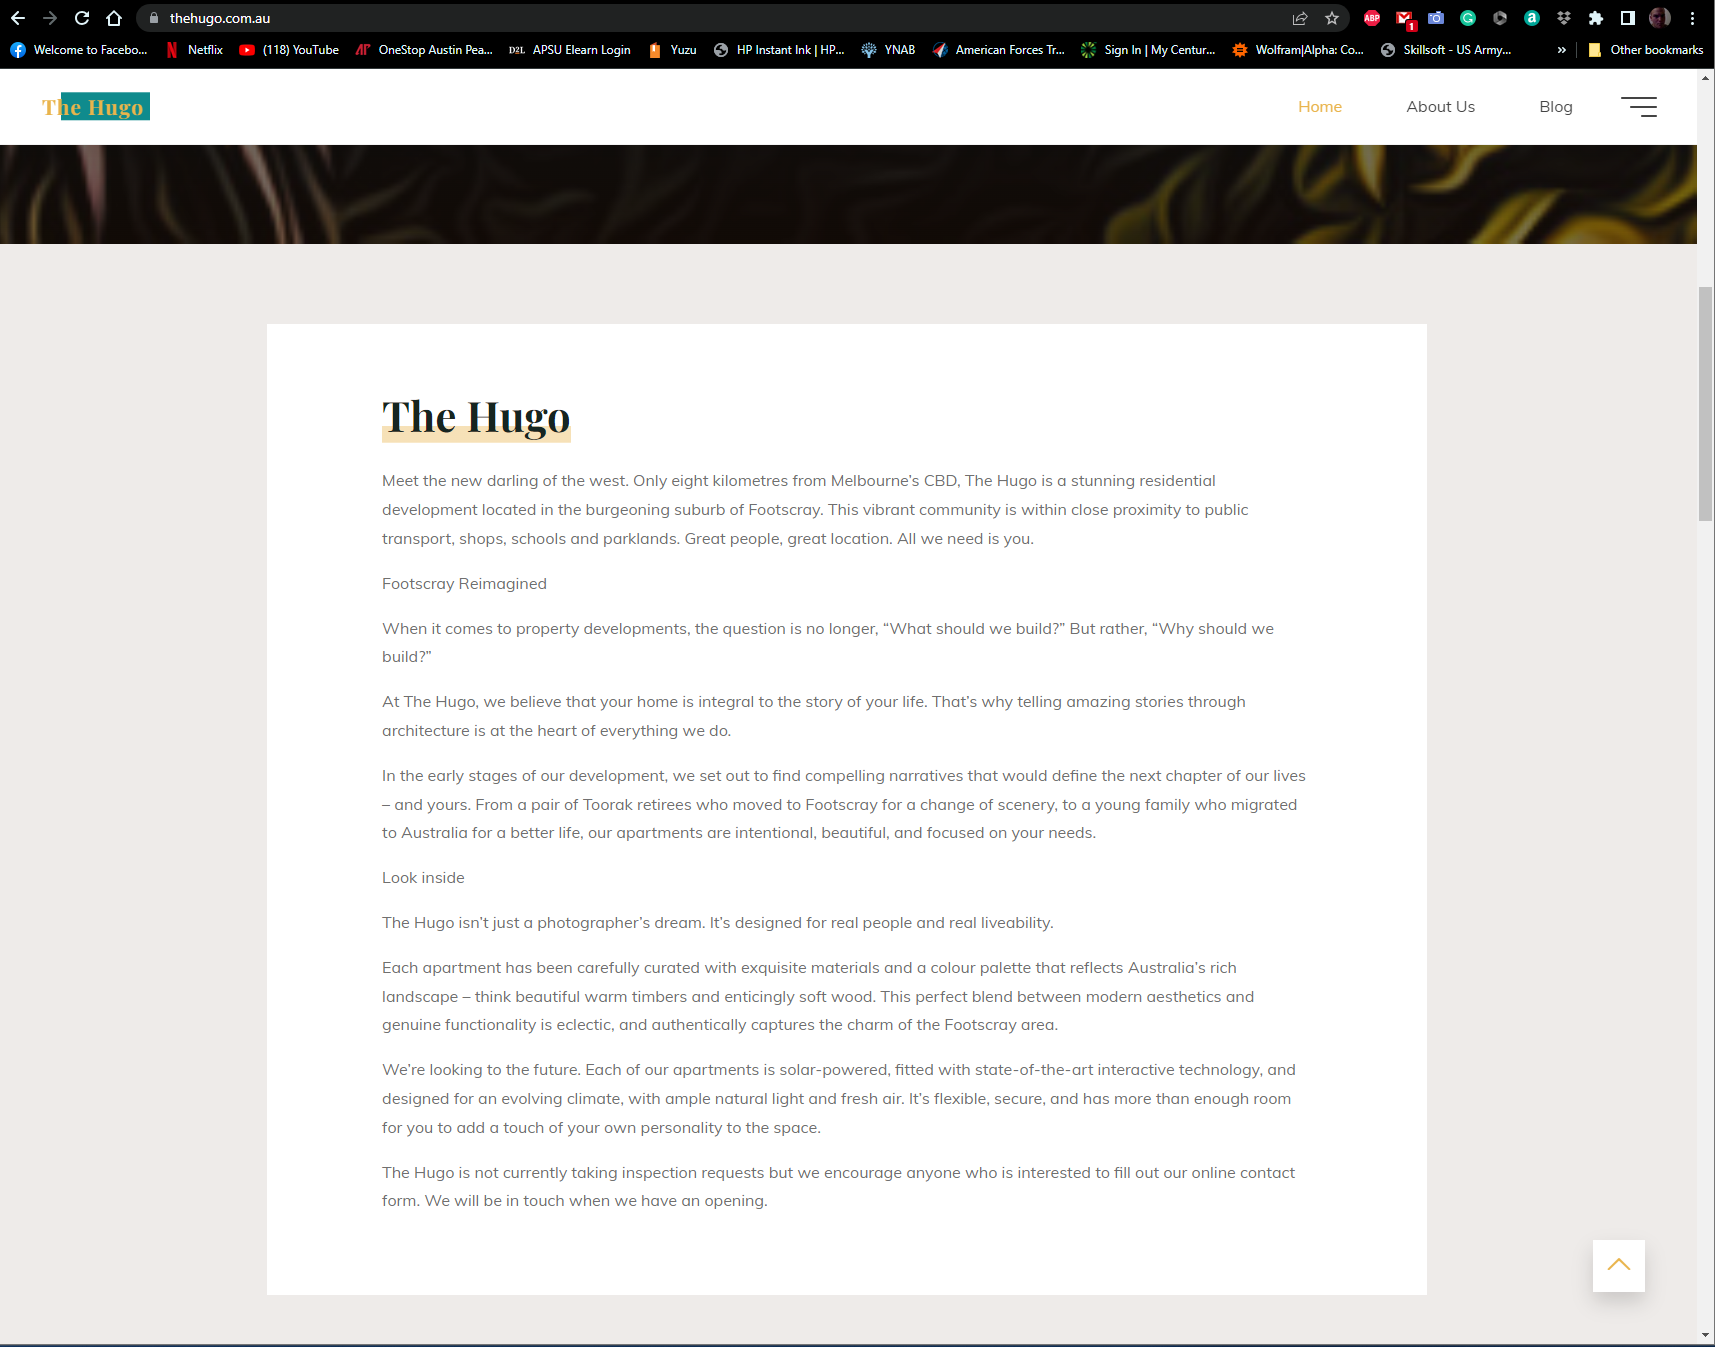 thehugo.com.au
ABP
1
Welcome to Facebo...
Netflix
(118) YouTube
OneStop Austin Pea...
D2L
APSU Elearn Login
Yuzu
HP Instant Ink | HP...
YNAB
American Forces Tr...
Sign In | My Centur...
Wolfram|Alpha: Co...
Skillsoft - US Army...
»
Other bookmarks
The Hugo
Home
About Us
Blog
The Hugo
Meet the new darling of the west. Only eight kilometres from Melbourne’s CBD, The Hugo is a stunning residential
development located in the burgeoning suburb of Footscray. This vibrant community is within close proximity to public
transport, shops, schools and parklands. Great people, great location. All we need is you.
Footscray Reimagined
When it comes to property developments, the question is no longer, “What should we build?” But rather, “Why should we
build?”
At The Hugo, we believe that your home is integral to the story of your life. That’s why telling amazing stories through
architecture is at the heart of everything we do.
In the early stages of our development, we set out to find compelling narratives that would define the next chapter of our lives
– and yours. From a pair of Toorak retirees who moved to Footscray for a change of scenery, to a young family who migrated
to Australia for a better life, our apartments are intentional, beautiful, and focused on your needs.
Look inside
The Hugo isn’t just a photographer’s dream. It’s designed for real people and real liveability.
Each apartment has been carefully curated with exquisite materials and a colour palette that reflects Australia’s rich
landscape – think beautiful warm timbers and enticingly soft wood. This perfect blend between modern aesthetics and
genuine functionality is eclectic, and authentically captures the charm of the Footscray area.
We’re looking to the future. Each of our apartments is solar-powered, fitted with state-of-the-art interactive technology, and
designed for an evolving climate, with ample natural light and fresh air. It’s flexible, secure, and has more than enough room
for you to add a touch of your own personality to the space.
The Hugo is not currently taking inspection requests but we encourage anyone who is interested to fill out our online contact
form. We will be in touch when we have an opening.